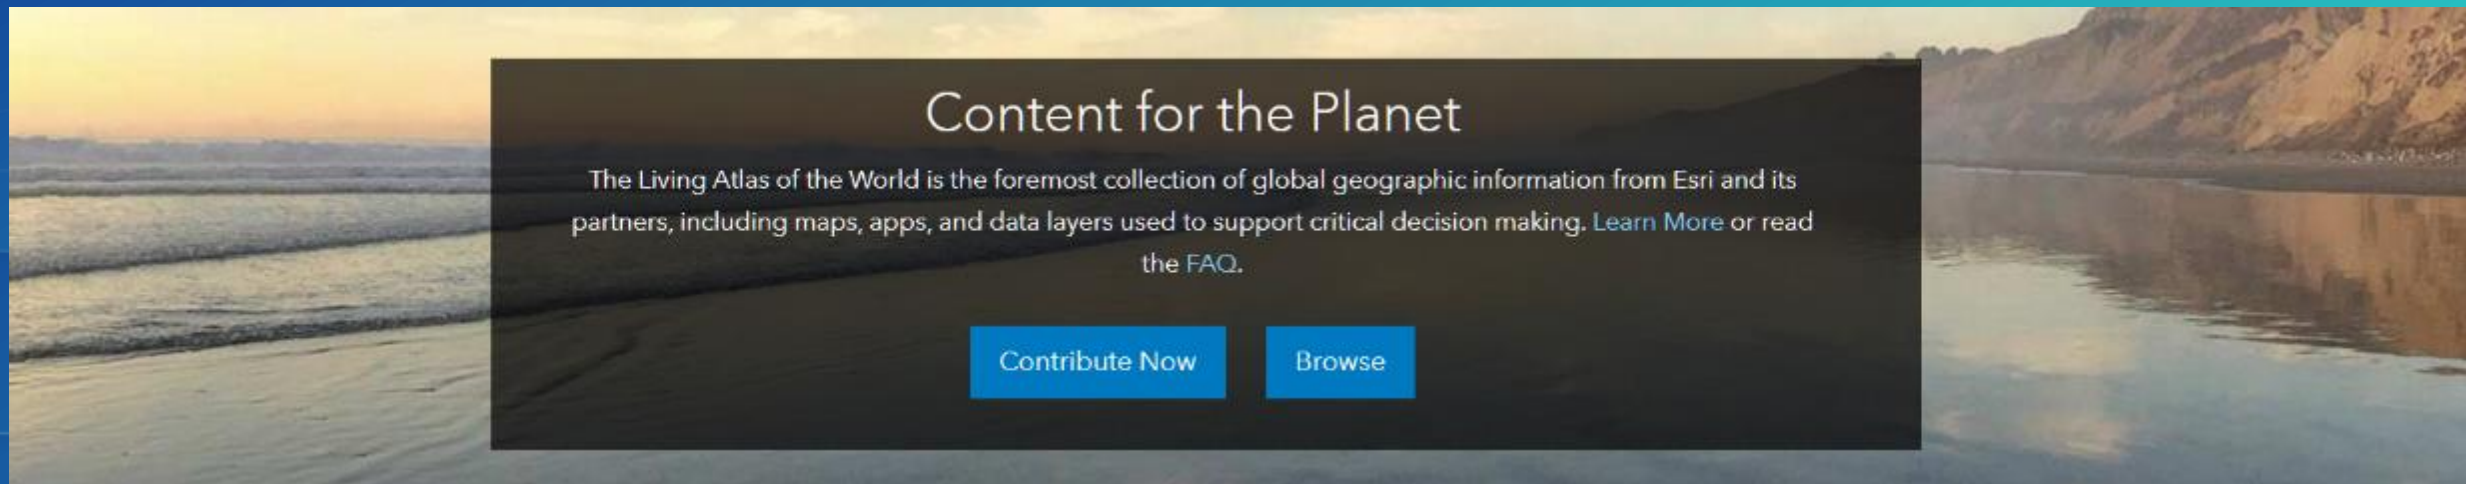 Content for the Planet
The Living Atlas of the World is the foremost collection of global geographic information from Esri and its
partners, including maps, apps, and data layers used to support critical decision making. Learn More or read
the FAQ.
Contribute Now
Browse